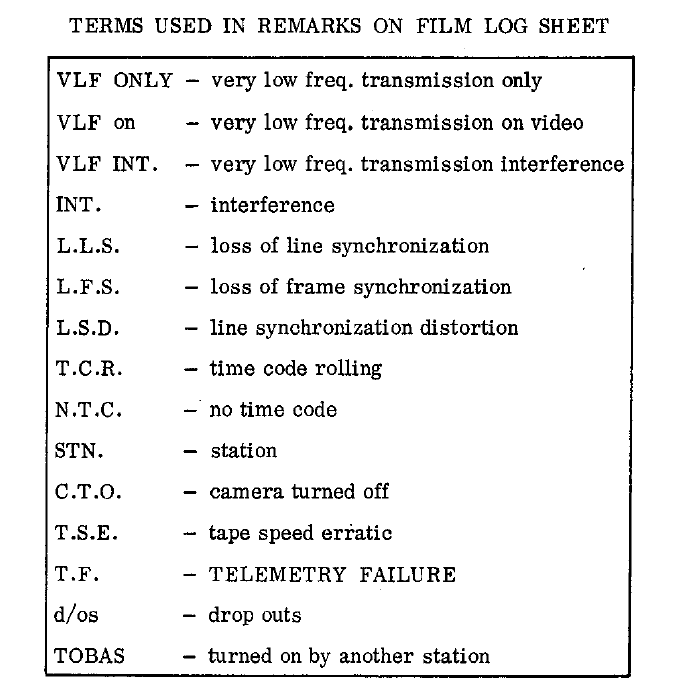 TERMS USED IN REMARKS ON FILM LOG SHEET
VLF ONLY – very low freq. transmission only
VLF on – very low freq. transmission on video
VLF INT. – very low freq. transmission interference
INT. – interference
L.L.S. – loss of line synchronization
L.F.S. – loss of frame synchronization
L.S.D. – line synchronization distortion
T.C.R. – time code rolling
N.T.C. – no time code
STN. – station
C.T.O. – camera turned off
T.S.E. – tape speed erratic
T.F. – TELEMETRY FAILURE
d/os – drop outs
TOBAS – turned on by another station